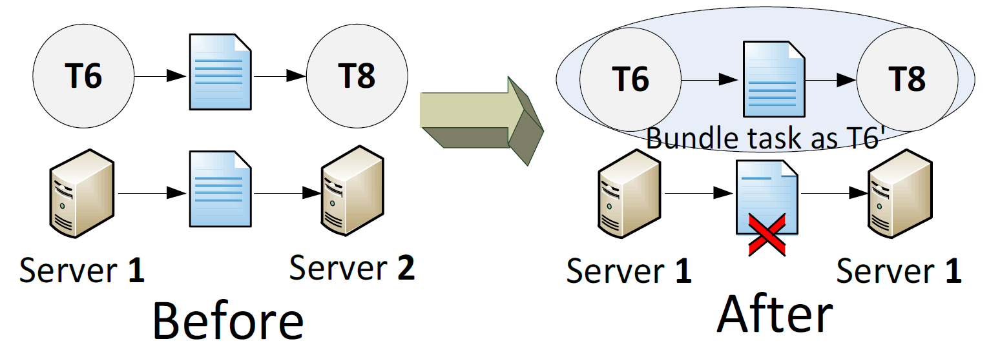 T6
T8
Server 1
Server 2
Before
T6
T8
Bundle task as T6'
Server 1
Server 1
After